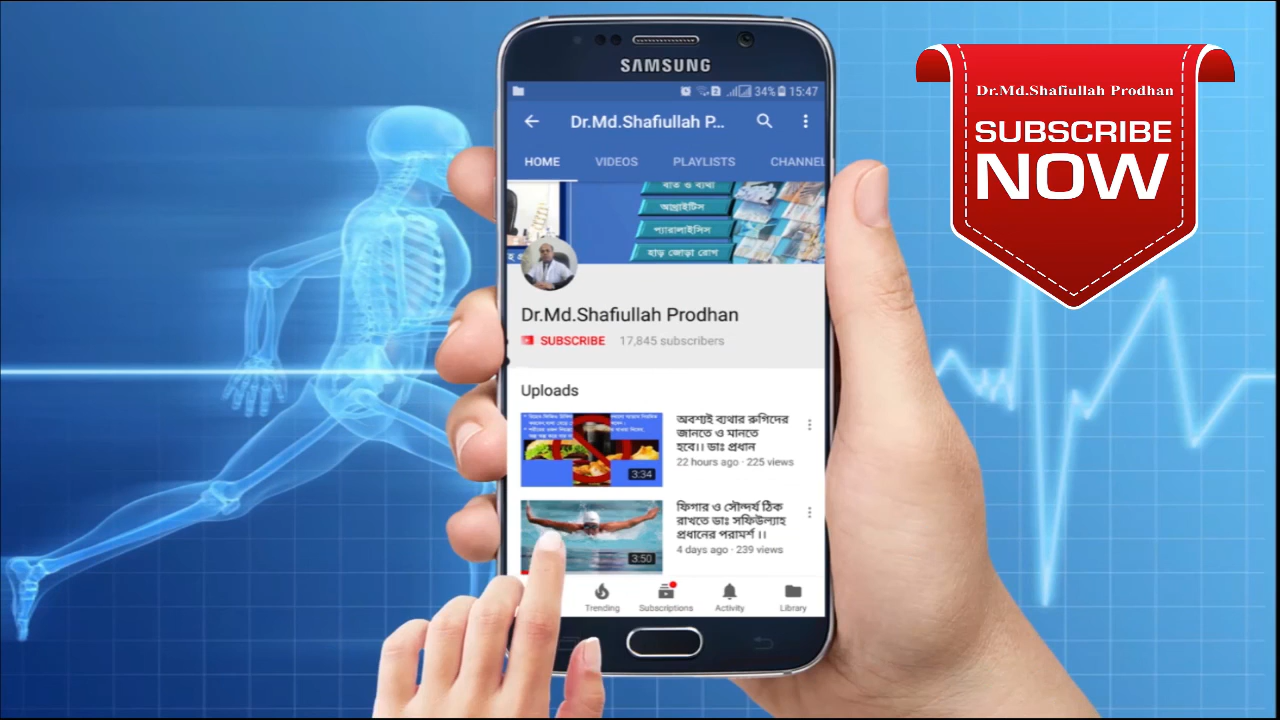 SAMSUNG
34% 15:47
Dr.Md.Shafiullah P...
HOME VIDEOS PLAYLISTS CHANNEL
বাত ও ব্যথা
আথ্রাইটিস
প্যারালাইসিস
হাড় জোড়া রোগ
Dr.Md.Shafiullah Prodhan
SUBSCRIBE 17,845 subscribers
Uploads
অবশ্যই ব্যথার রুগিদের
জানতে ও মানতে
হবে।। ডাঃ প্রধান
22 hours ago · 225 views
3:34
ফিগার ও সৌন্দর্য ঠিক
রাখতে ডাঃ সফিউল্যাহ
প্রধানের পরামর্শ ।।
4 days ago · 239 views
3:50
Trending Subscriptions Activity Library
Dr.Md.Shafiullah Prodhan
SUBSCRIBE
NOW